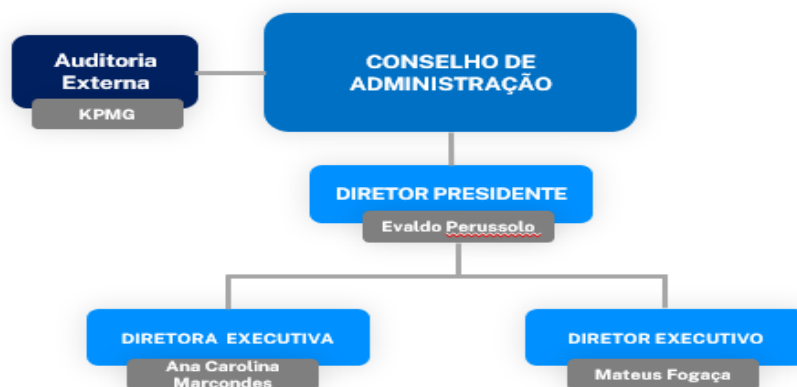 Auditoria
Externa
KPMG
CONSELHO DE
ADMINISTRAÇÃO
DIRETOR PRESIDENTE
Evaldo Perussolo
DIRETORA EXECUTIVA
Ana Carolina
Marcondes
DIRETOR EXECUTIVO
Mateus Fogaça